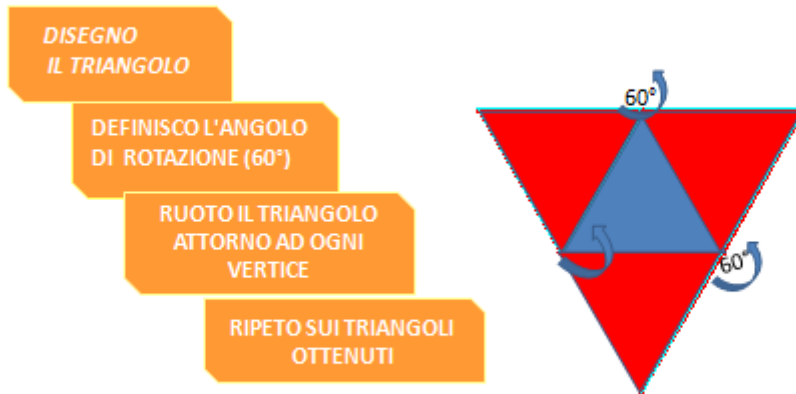 DISEGNO
IL TRIANGOLO
DEFINISCO L'ANGOLO
DI ROTAZIONE (60°)
RUOTO IL TRIANGOLO
ATTORNO AD OGNI
VERTICE
RIPETO SUI TRIANGOLI
OTTENUTI
60°
60°